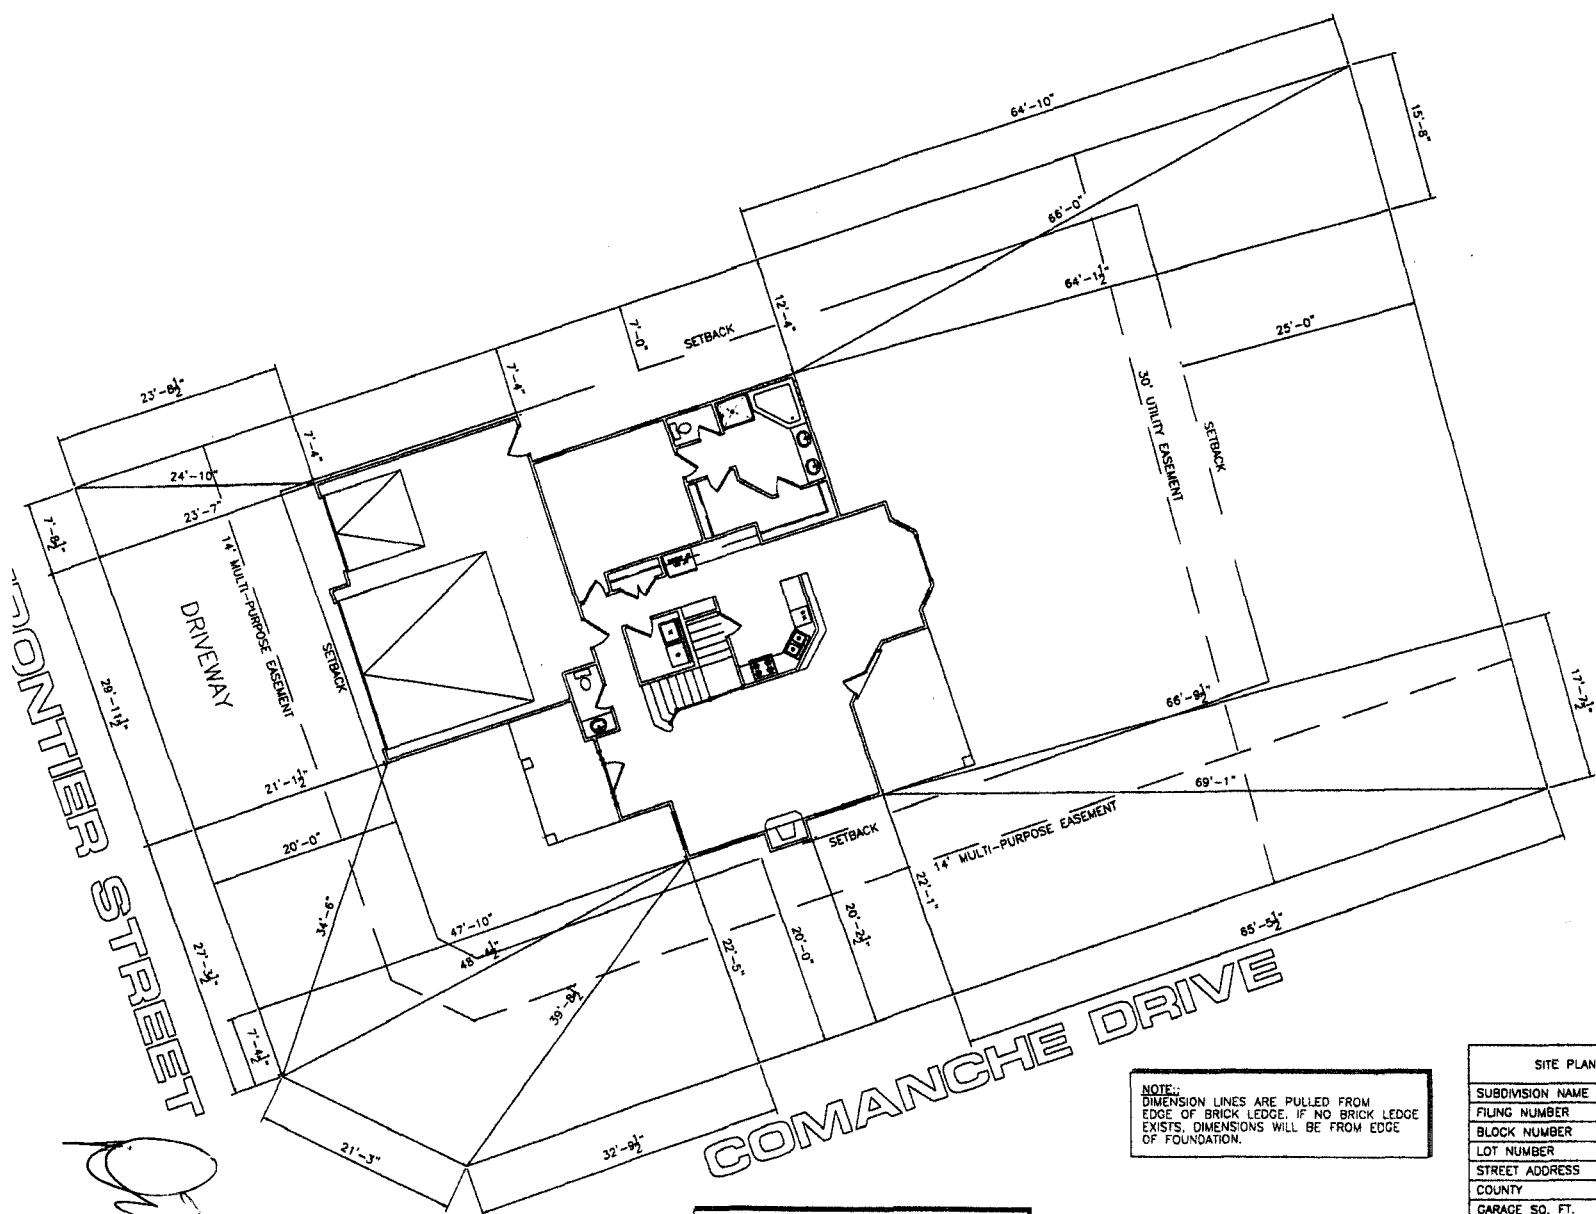 64'-10"
15'-8"
66'-0"
64'-1½"
12'-4"
7'-0"
SETBACK
25'-0"
7'-4"
23'-8½"
7'-4"
24'-10"
23'-7"
7'-8½"
14' MULTI-PURPOSE EASEMENT
DRIVEWAY
SETBACK
30' UTILITY EASEMENT
SETBACK
29'-11½"
21'-1½"
20'-0"
66'-9½"
17'-7½"
69'-1"
SETBACK
14' MULTI-PURPOSE EASEMENT
34'-6"
47'-10"
48'-4½"
27'-3½"
7'-4½"
39'-8½"
22'-5"
20'-0"
20'-2½"
22'-1"
65'-5½"
21'-3"
32'-9½"
STREET
COMANCHE DRIVE
NOTE::
DIMENSION LINES ARE PULLED FROM
EDGE OF BRICK LEDGE. IF NO BRICK LEDGE
EXISTS, DIMENSIONS WILL BE FROM EDGE
OF FOUNDATION.
SITE PLAN
SUBDIVISION NAME
FILING NUMBER
BLOCK NUMBER
LOT NUMBER
STREET ADDRESS
COUNTY
GARAGE SQ. FT.